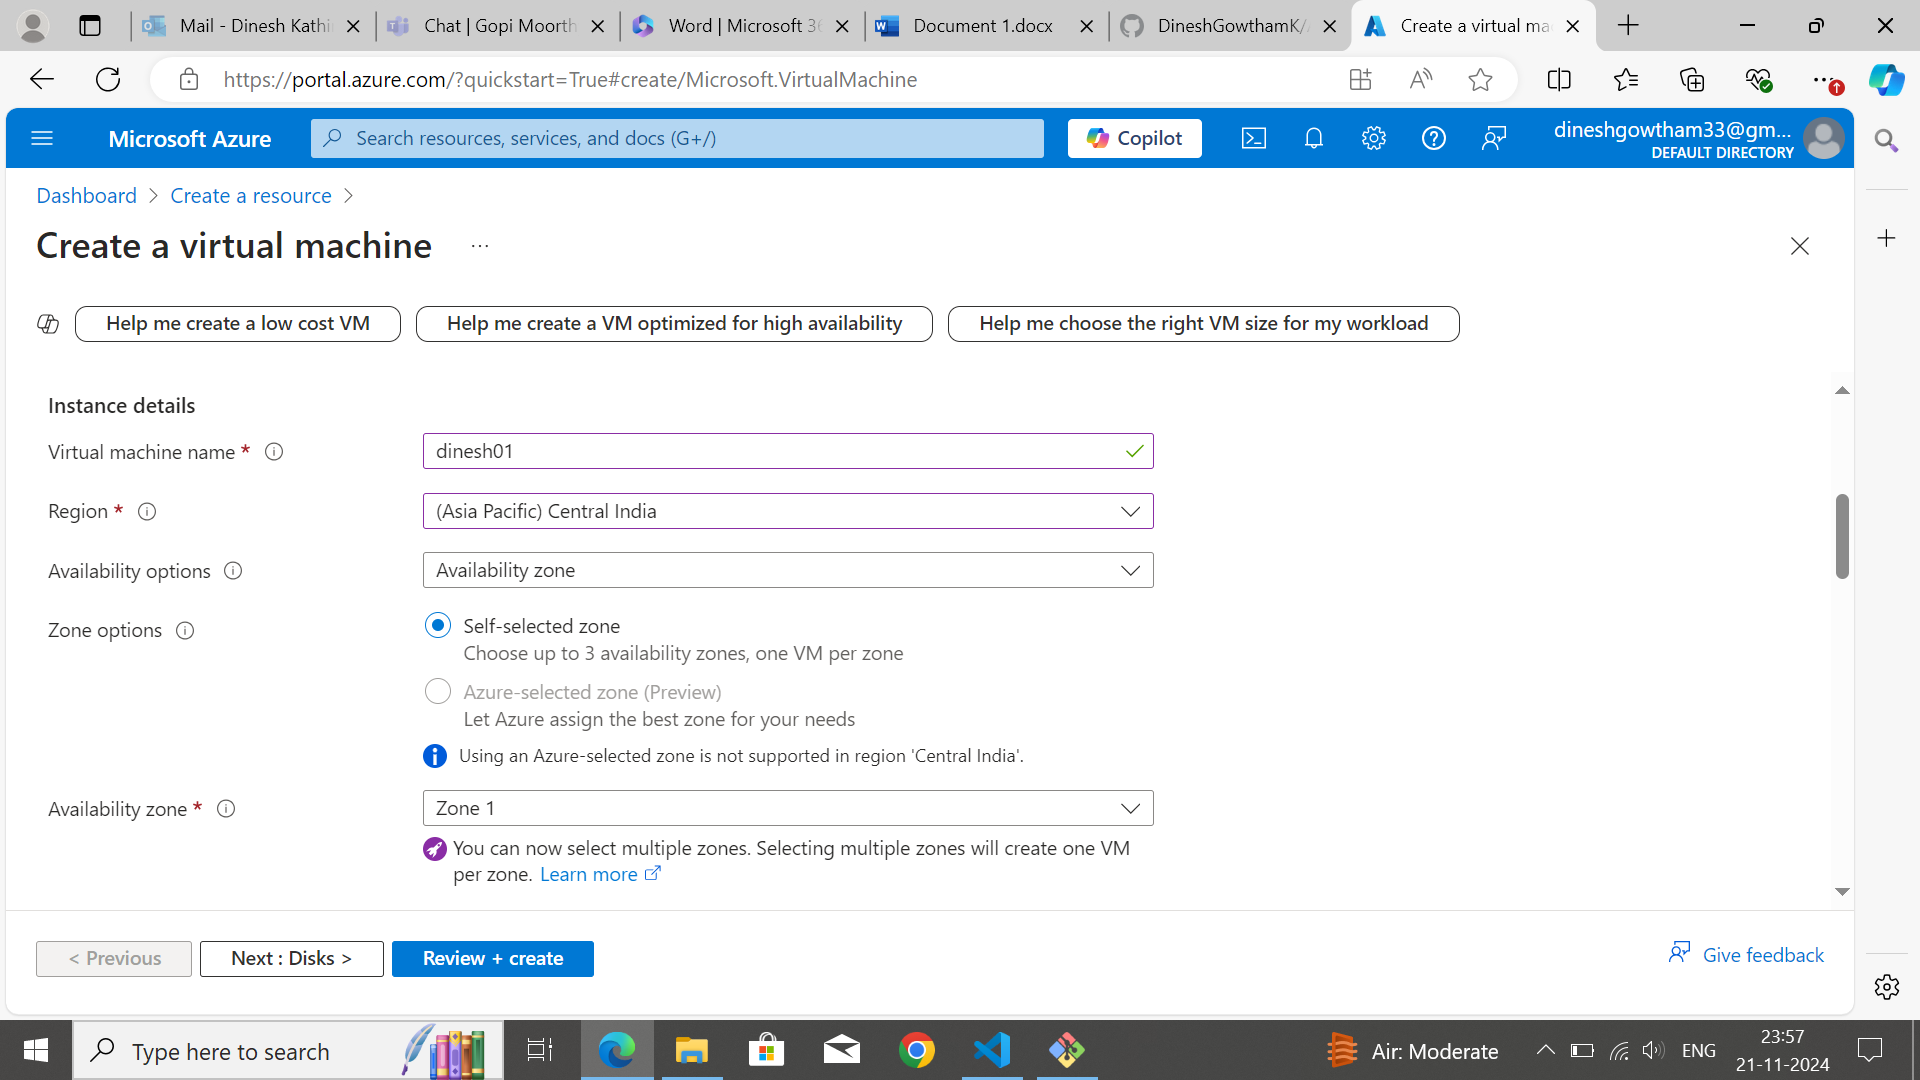 Mail - Dinesh Kathi
Chat | Gopi Moorth
Word | Microsoft 36
Document 1.docx
DineshGowthamK/
Create a virtual ma
https://portal.azure.com/?quickstart=True#create/Microsoft.VirtualMachine
Microsoft Azure
Search resources, services, and docs (G+/)
Copilot
dineshgowtham33@gm...
DEFAULT DIRECTORY
Dashboard
Create a resource
Create a virtual machine
Help me create a low cost VM
Help me create a VM optimized for high availability
Help me choose the right VM size for my workload
Instance details
Virtual machine name *
dinesh01
Region *
(Asia Pacific) Central India
Availability options
Availability zone
Zone options
Self-selected zone
Choose up to 3 availability zones, one VM per zone
Azure-selected zone (Preview)
Let Azure assign the best zone for your needs
Using an Azure-selected zone is not supported in region 'Central India'.
Availability zone *
Zone 1
You can now select multiple zones. Selecting multiple zones will create one VM
per zone. Learn more
< Previous
Next : Disks >
Review + create
Give feedback
Type here to search
Air: Moderate
ENG
23:57
21-11-2024